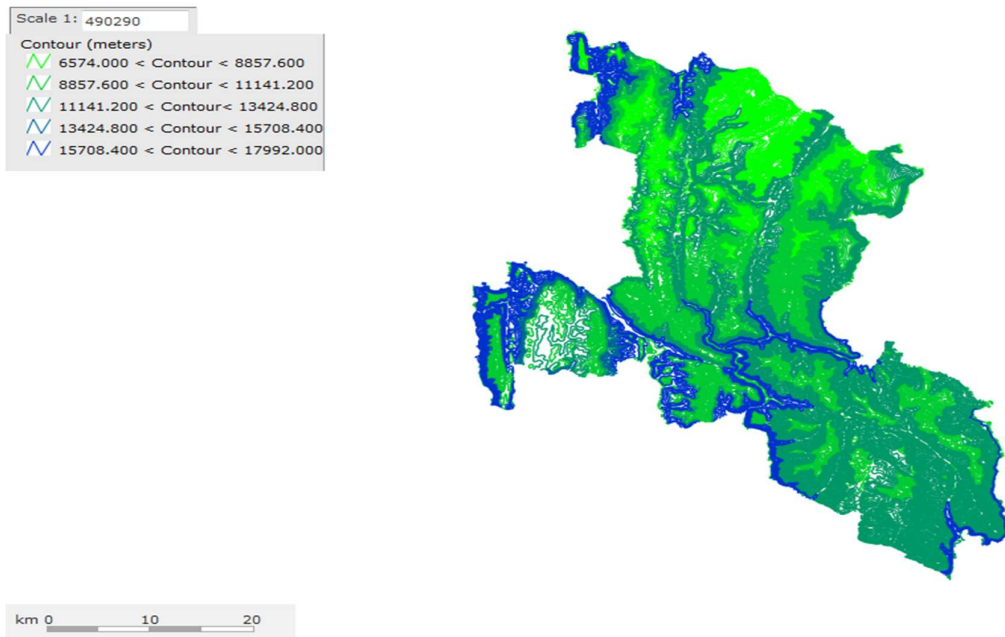 Scale 1: 490290
Contour (meters)
6574.000 < Contour < 8857.600
8857.600 < Contour < 11141.200
11141.200 < Contour< 13424.800
13424.800 < Contour < 15708.400
15708.400 < Contour < 17992.000
km 0 10 20